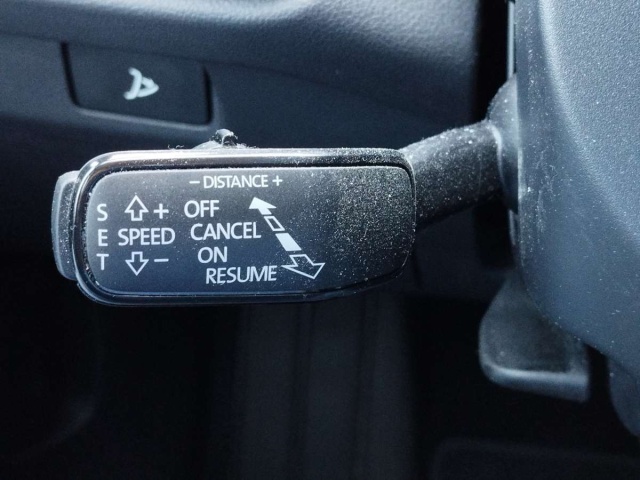 - DISTANCE +
S + OFF
E SPEED CANCEL
T - ON
RESUME